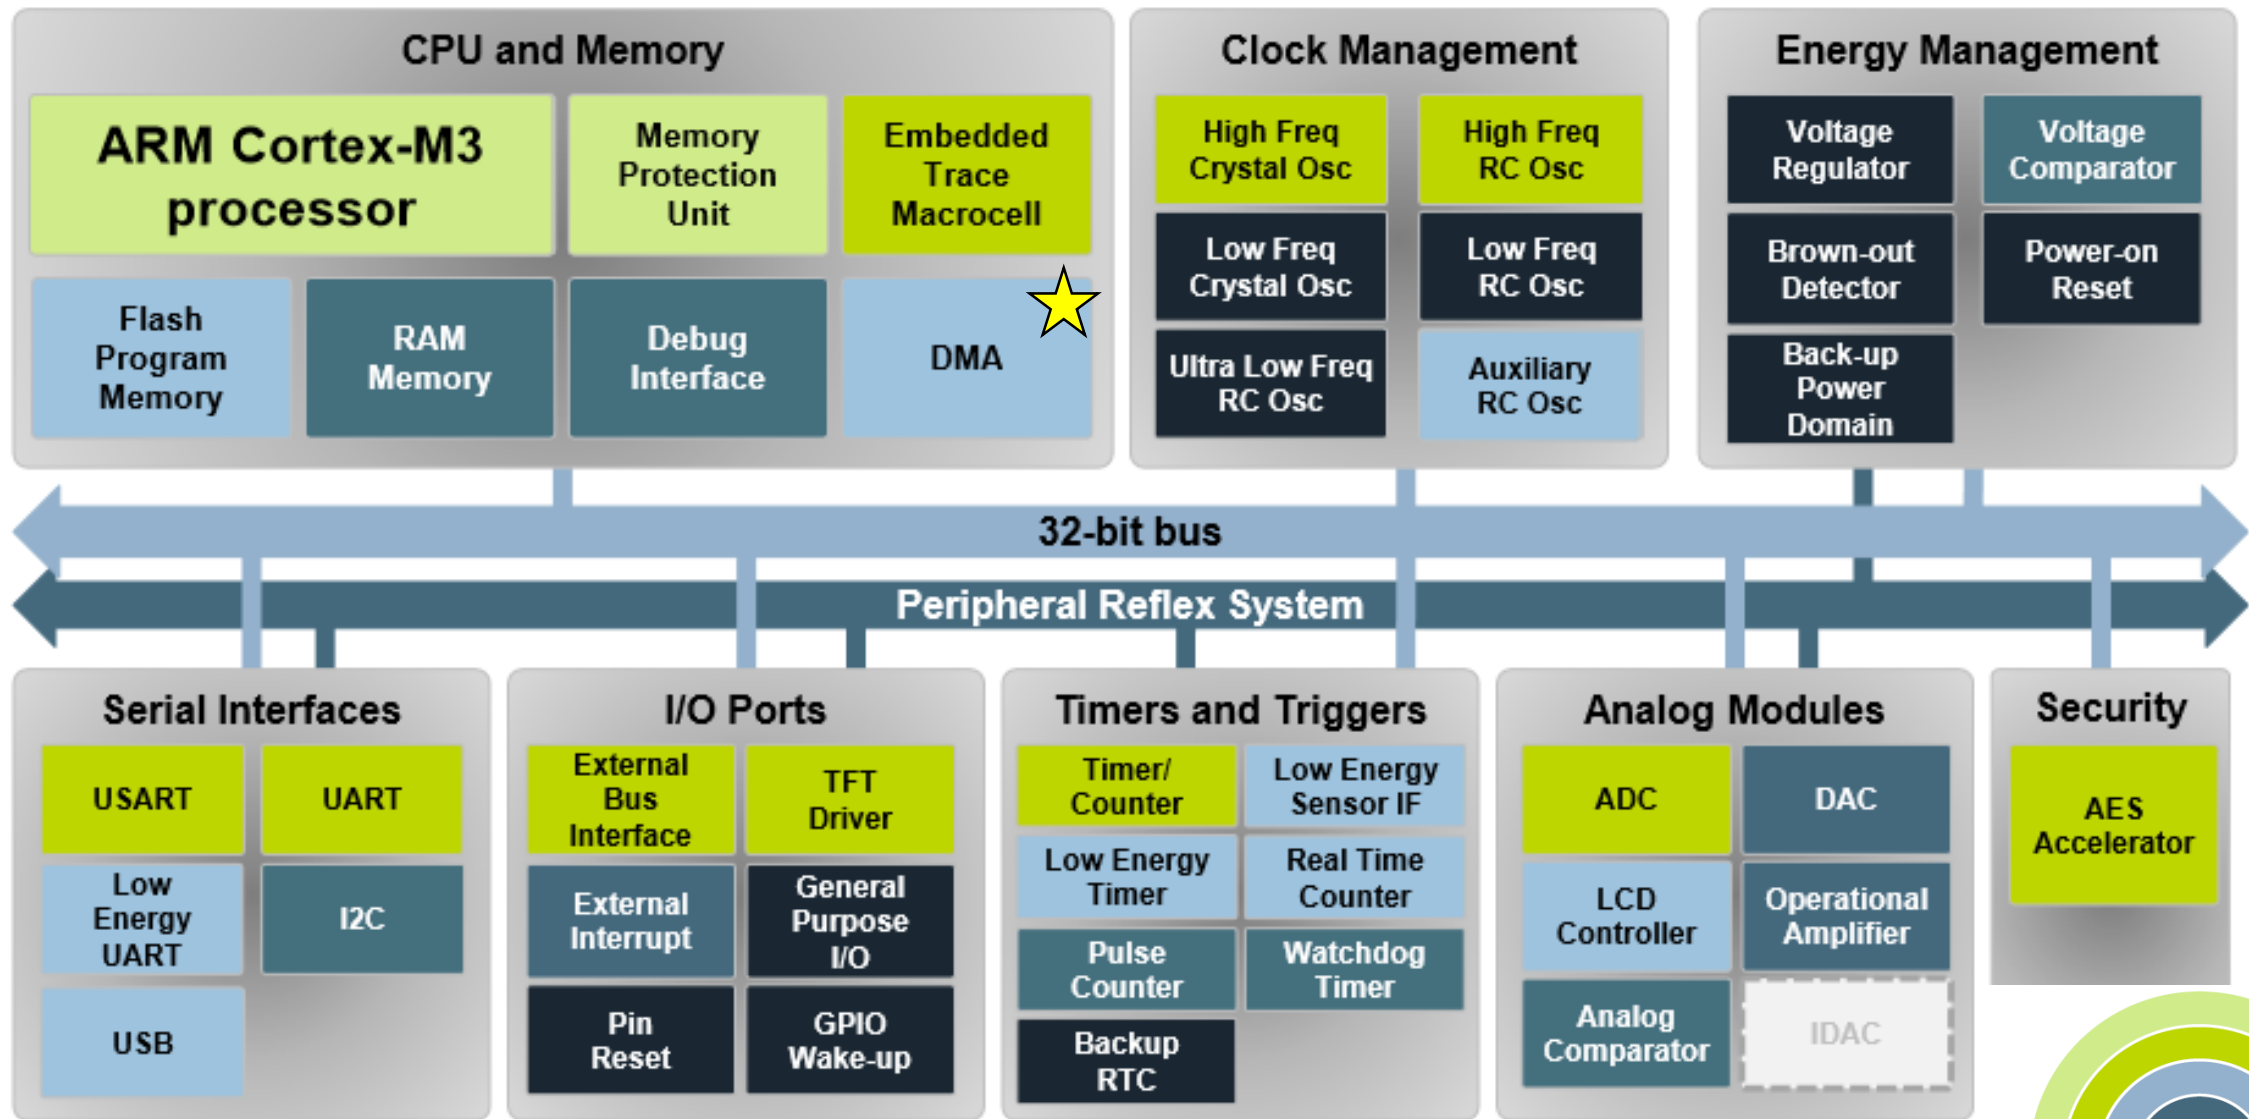 CPU and Memory
ARM Cortex-M3
processor
Memory
Protection
Unit
Embedded
Trace
Macrocell
Flash
Program
Memory
RAM
Memory
Debug
Interface
DMA
Clock Management
High Freq
Crystal Osc
High Freq
RC Osc
Low Freq
Crystal Osc
Low Freq
RC Osc
Ultra Low Freq
RC Osc
Auxiliary
RC Osc
Energy Management
Voltage
Regulator
Voltage
Comparator
Brown-out
Detector
Power-on
Reset
Back-up
Power
Domain
32-bit bus
Peripheral Reflex System
Serial Interfaces
USART
UART
Low
Energy
UART
I2C
USB
I/O Ports
External
Bus
Interface
TFT
Driver
External
Interrupt
General
Purpose
I/O
Pin
Reset
GPIO
Wake-up
Timers and Triggers
Timer/
Counter
Low Energy
Sensor IF
Low Energy
Timer
Real Time
Counter
Pulse
Counter
Watchdog
Timer
Backup
RTC
Analog Modules
ADC
DAC
LCD
Controller
Operational
Amplifier
Analog
Comparator
IDAC
Security
AES
Accelerator